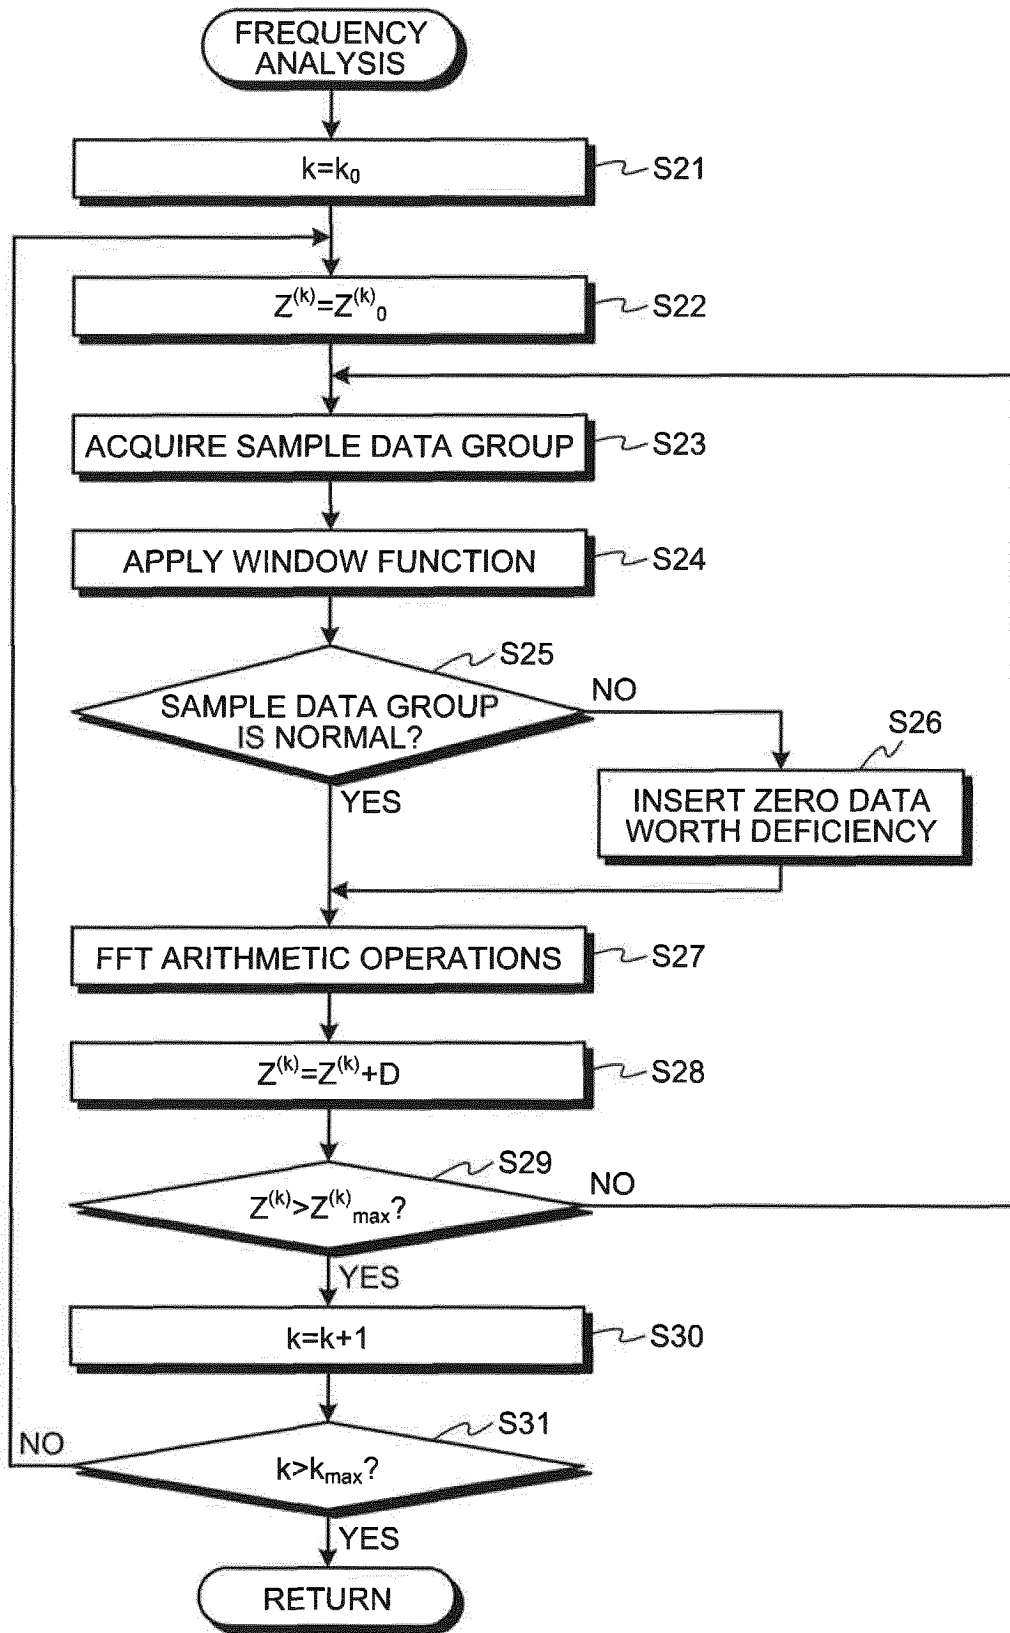 FREQUENCY
ANALYSIS
k=k₀
S21
Z⁽ᵏ⁾=Z⁽ᵏ⁾₀
S22
ACQUIRE SAMPLE DATA GROUP
S23
APPLY WINDOW FUNCTION
S24
S25
SAMPLE DATA GROUP
IS NORMAL?
NO
YES
S26
INSERT ZERO DATA
WORTH DEFICIENCY
FFT ARITHMETIC OPERATIONS
S27
Z⁽ᵏ⁾=Z⁽ᵏ⁾+D
S28
S29
Z⁽ᵏ⁾>Z⁽ᵏ⁾max?
NO
YES
k=k+1
S30
S31
NO
k>kmax?
YES
RETURN